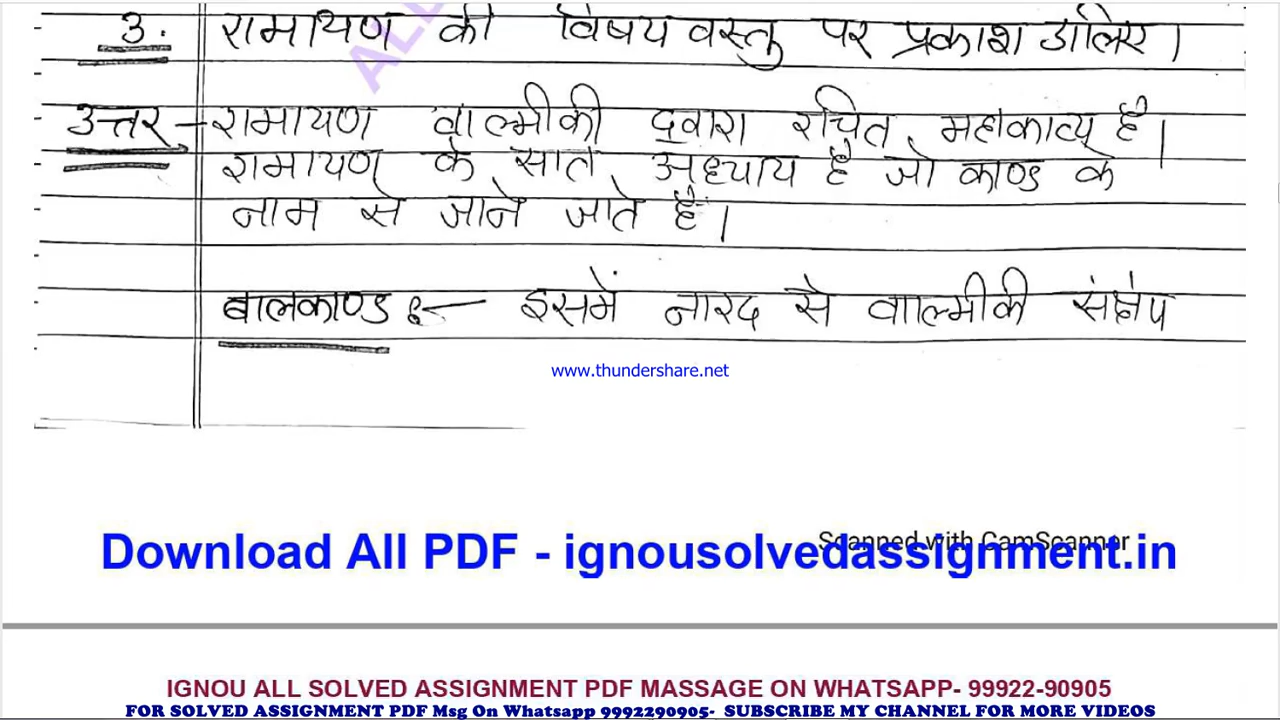 3. रामायण की विषय वस्तु पर प्रकाश डालिए।
उत्तर - रामायण वाल्मीकी द्वारा रचित महाकाव्य है।
रामायण के सात अध्याय है जो काण्ड के
नाम से जाने जाते है।
बालकाण्ड :- इसमें नारद से वाल्मीकी संक्षेप
www.thundershare.net
Scanned with CamScanner
Download All PDF - ignousolvedassignment.in
IGNOU ALL SOLVED ASSIGNMENT PDF MASSAGE ON WHATSAPP- 99922-90905
FOR SOLVED ASSIGNMENT PDF Msg On Whatsapp 9992290905- SUBSCRIBE MY CHANNEL FOR MORE VIDEOS